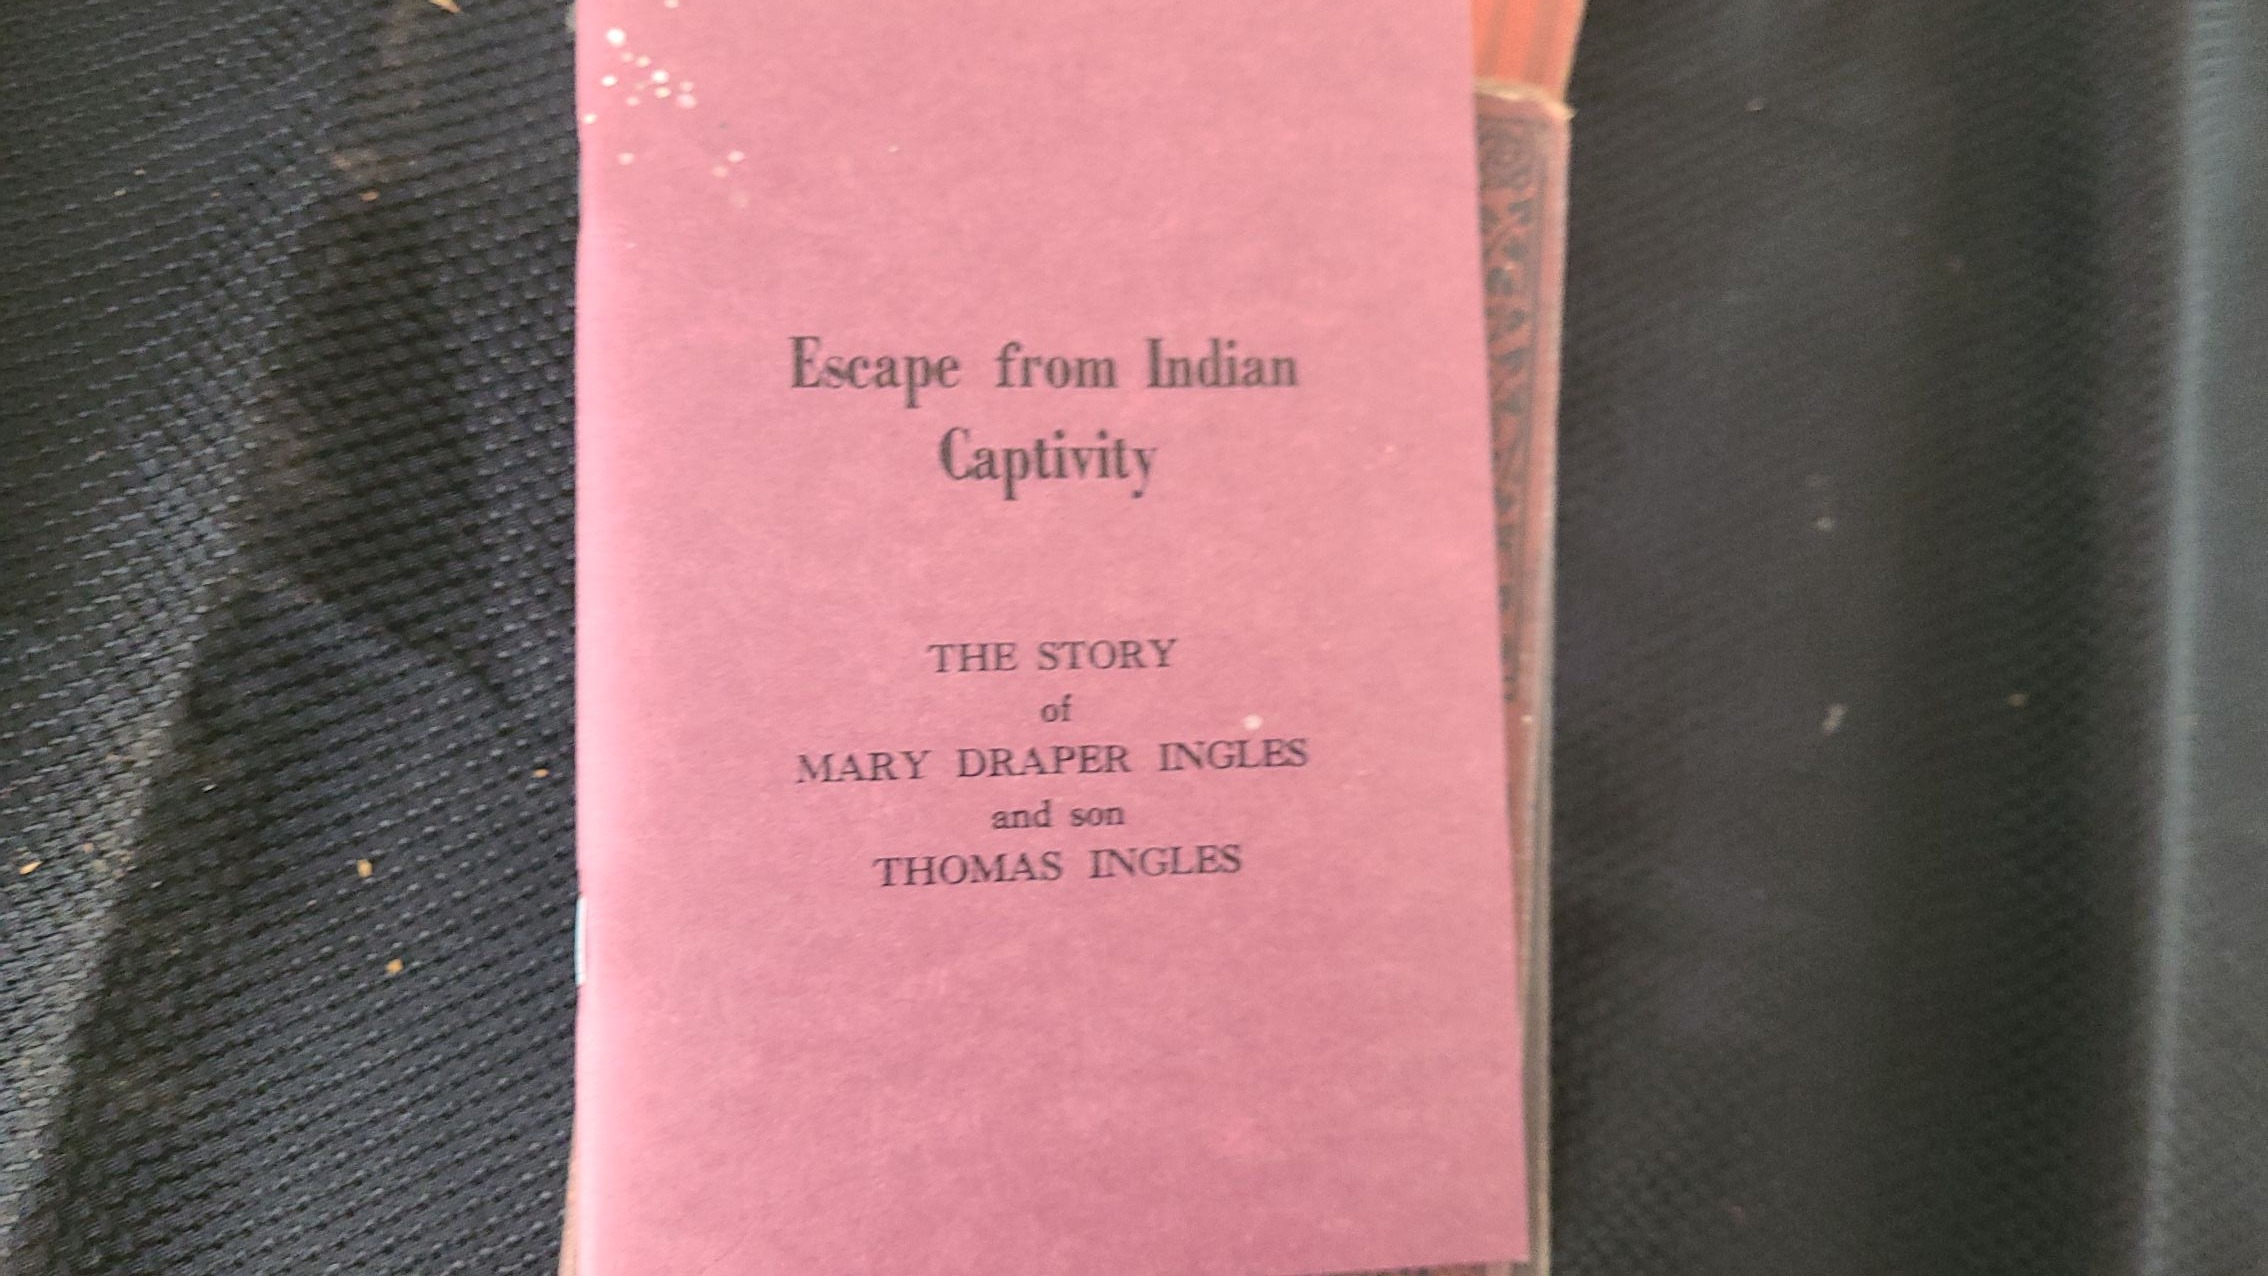 Escape from Indian
Captivity
THE STORY
of
MARY DRAPER INGLES
and son
THOMAS INGLES